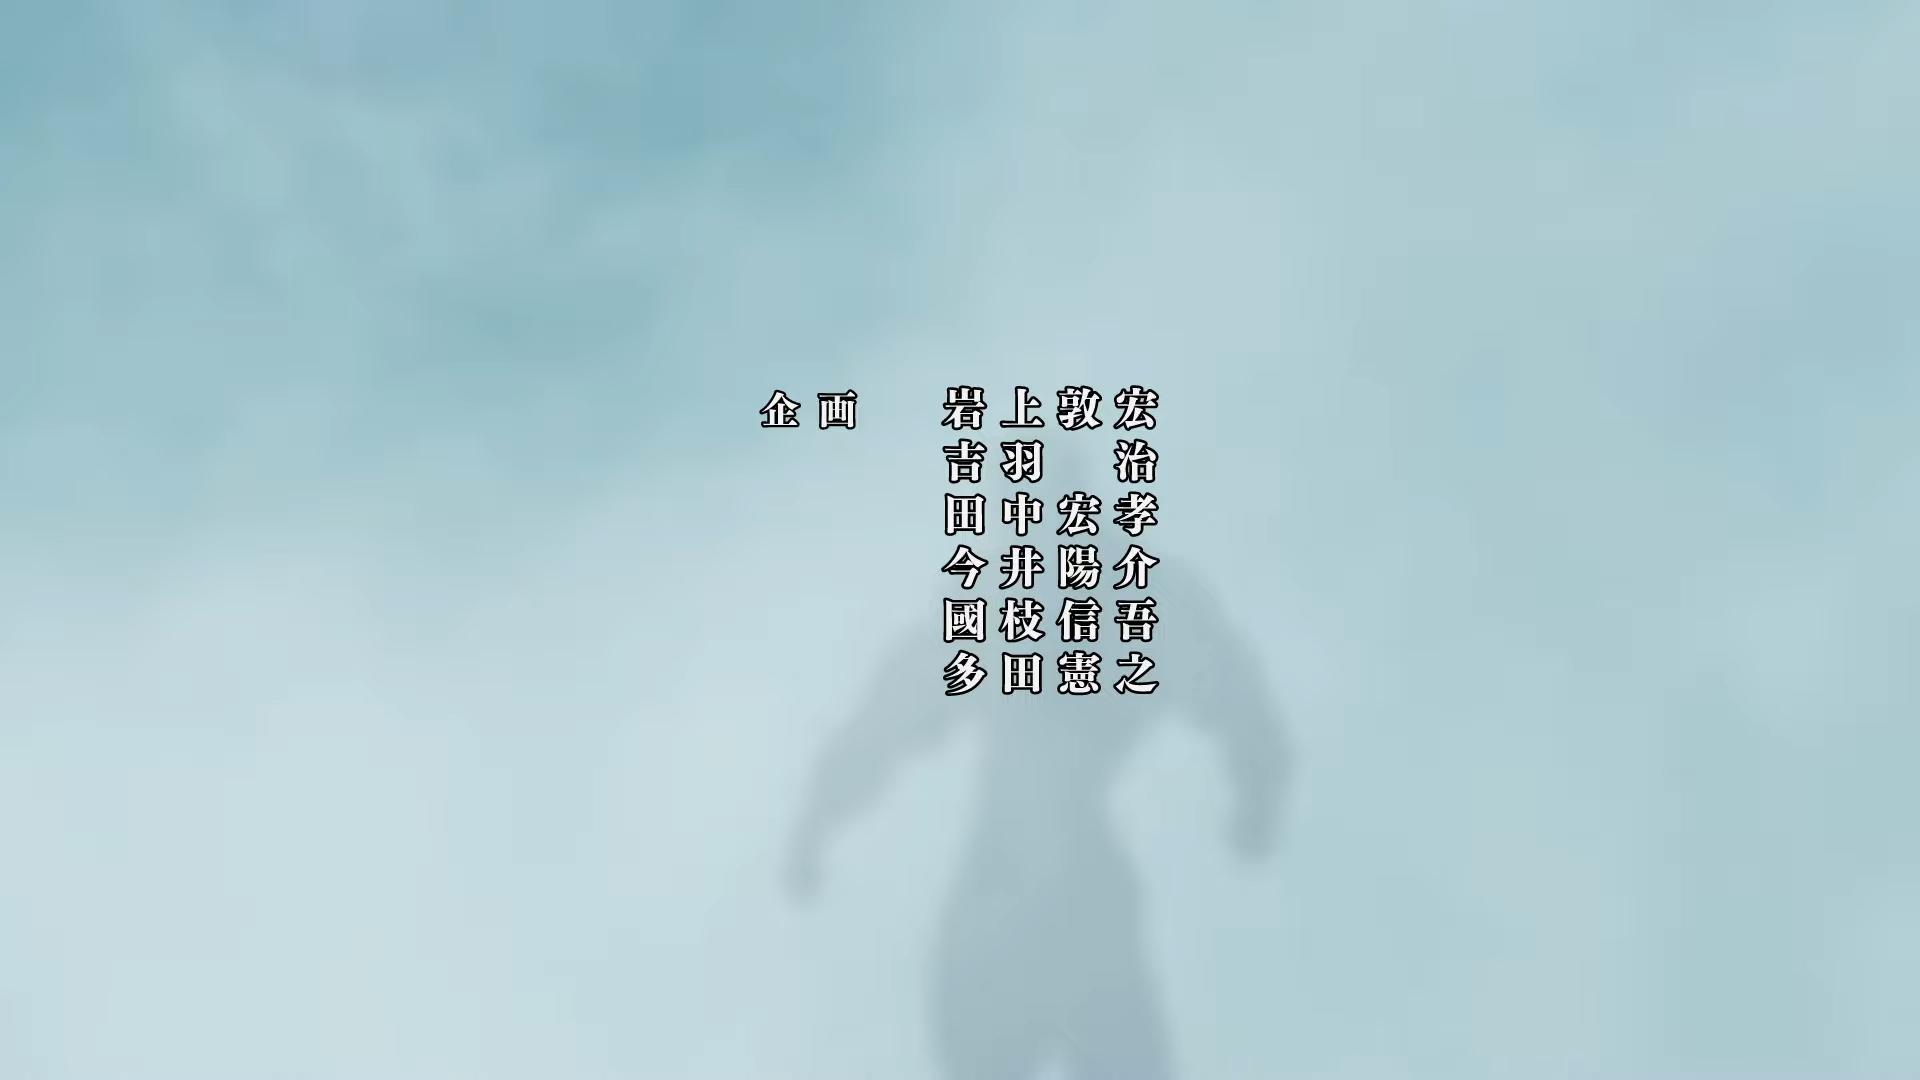 企画 岩上敦宏
吉羽 治
田中宏孝
今井陽介
國枝信吾
多田憲之